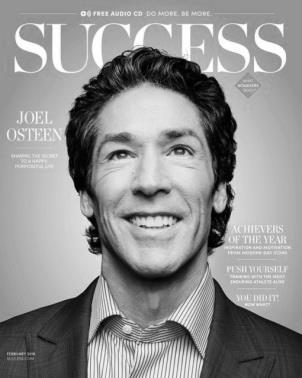 FREE AUDIO CD DO MORE. BE MORE.
SUCCESS
JOEL
OSTEEN
SHARING THE SECRET
TO A HAPPY,
PURPOSEFUL LIFE
ACHIEVERS
OF THE YEAR
INSPIRATION AND MOTIVATION
FROM MODERN-DAY ICONS
PUSH YOURSELF
TRAINING WITH THE MOST
ENDURING ATHLETE ALIVE
YOU DID IT!
NOW WHAT?
FEBRUARY 2016
SUCCESS.COM